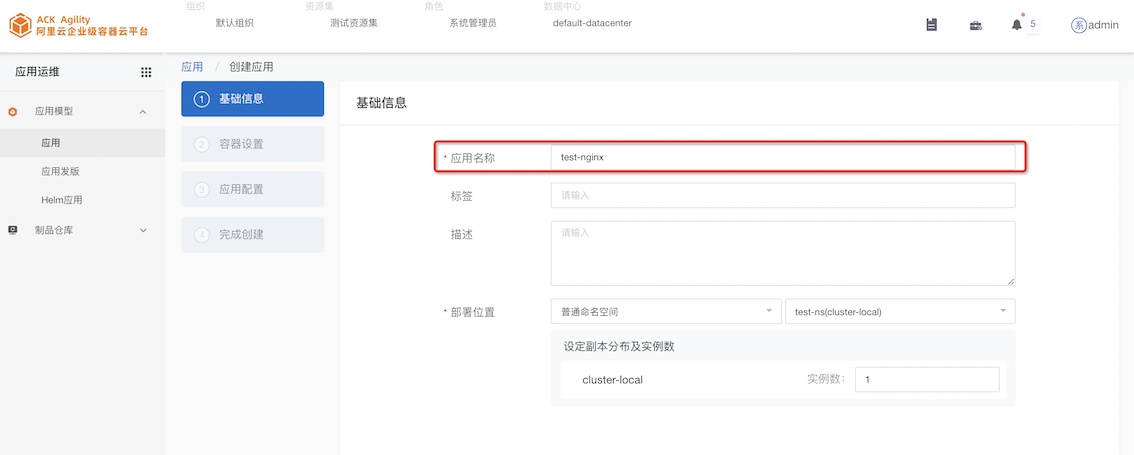 ACK Agility
阿里云企业级容器云平台
组织
默认组织
资源集
测试资源集
角色
系统管理员
数据中心
default-datacenter
5
系 admin
应用运维
应用模型
应用
应用发版
Helm应用
制品仓库
应用 / 创建应用
1 基础信息
2 容器设置
3 应用配置
4 完成创建
基础信息
* 应用名称 test-nginx
标签 请输入
描述 请输入
* 部署位置 普通命名空间 test-ns(cluster-local)
设定副本分布及实例数
cluster-local 实例数： 1